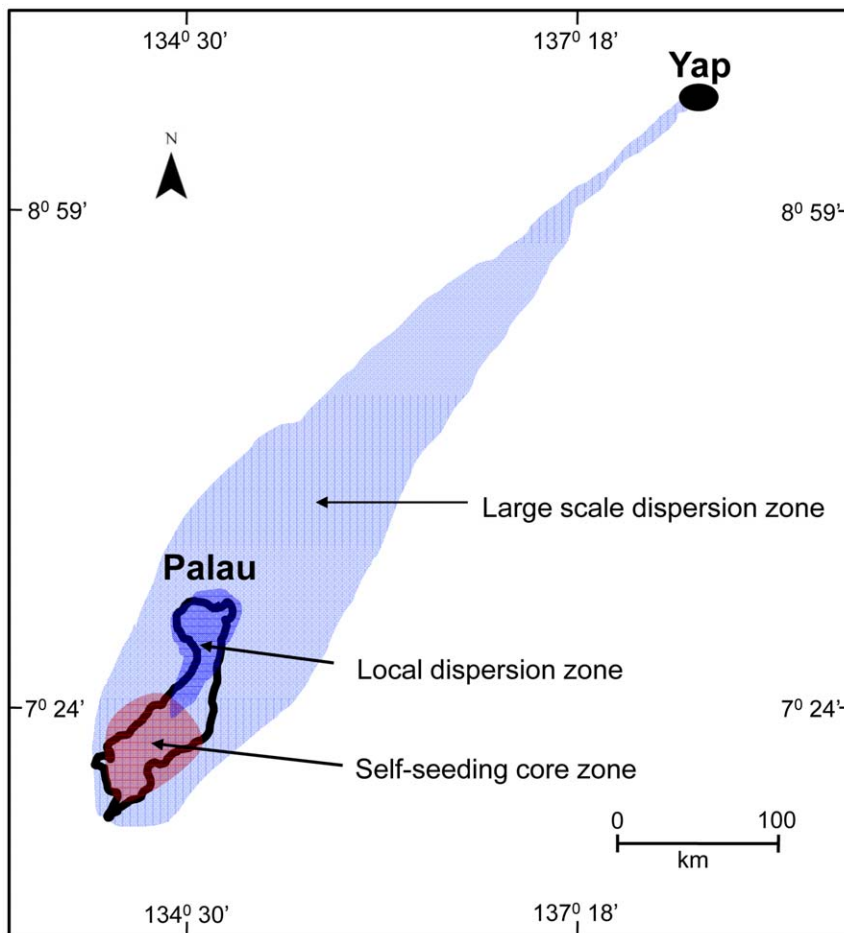 134⁰ 30’
137⁰ 18’
Yap
N
8⁰ 59’
8⁰ 59’
Large scale dispersion zone
Palau
Local dispersion zone
7⁰ 24’
7⁰ 24’
Self-seeding core zone
0
100
km
134⁰ 30’
137⁰ 18’